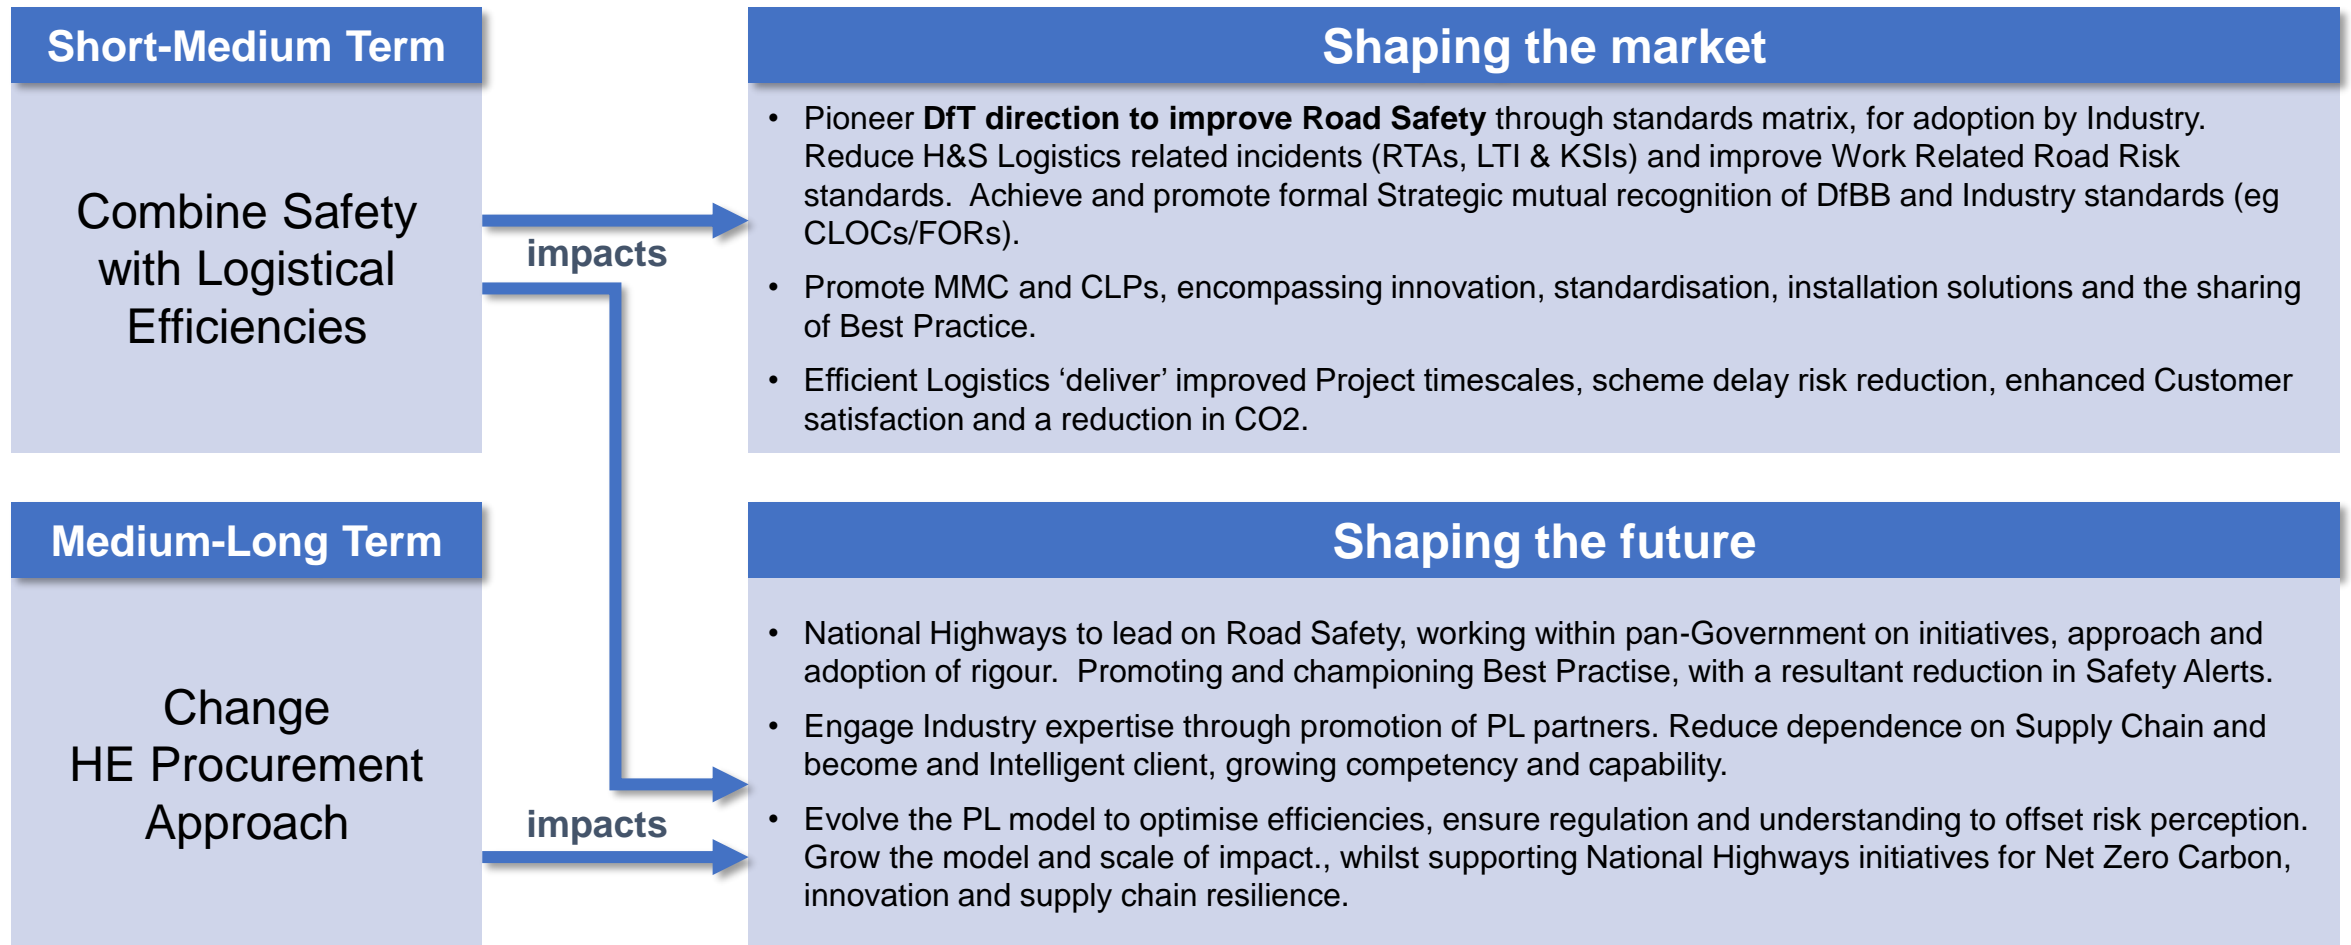 Short-Medium Term
Combine Safety
with Logistical
Efficiencies
impacts
Shaping the market
• Pioneer DfT direction to improve Road Safety through standards matrix, for adoption by Industry.
Reduce H&S Logistics related incidents (RTAs, LTI & KSIs) and improve Work Related Road Risk
standards.  Achieve and promote formal Strategic mutual recognition of DfBB and Industry standards (eg
CLOCs/FORs).
• Promote MMC and CLPs, encompassing innovation, standardisation, installation solutions and the sharing
of Best Practice.
• Efficient Logistics ‘deliver’ improved Project timescales, scheme delay risk reduction, enhanced Customer
satisfaction and a reduction in CO2.
Medium-Long Term
Change
HE Procurement
Approach
impacts
Shaping the future
• National Highways to lead on Road Safety, working within pan-Government on initiatives, approach and
adoption of rigour.  Promoting and championing Best Practise, with a resultant reduction in Safety Alerts.
• Engage Industry expertise through promotion of PL partners. Reduce dependence on Supply Chain and
become and Intelligent client, growing competency and capability.
• Evolve the PL model to optimise efficiencies, ensure regulation and understanding to offset risk perception.
Grow the model and scale of impact., whilst supporting National Highways initiatives for Net Zero Carbon,
innovation and supply chain resilience.